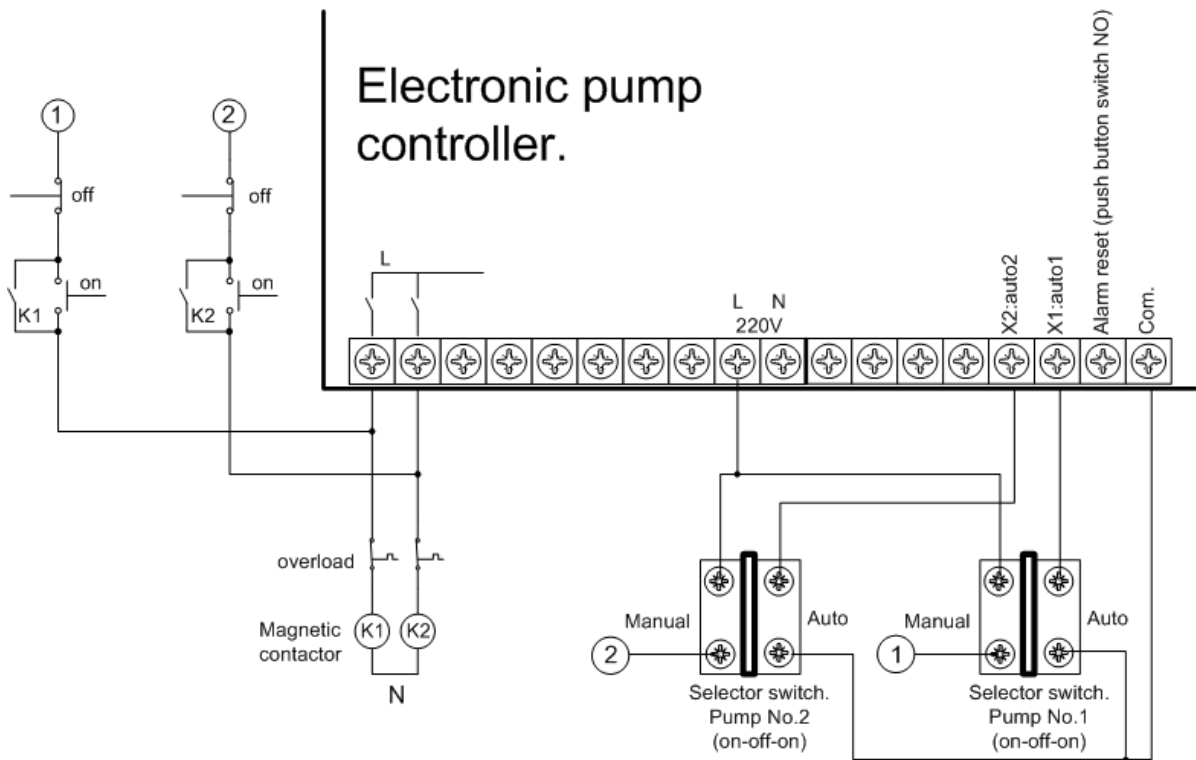 Electronic pump
controller.
1
2
off
off
on
on
K1
K2
L
L N
220V
X2:auto2
X1:auto1
Alarm reset (push button switch NO)
Com.
overload
Magnetic
contactor
K1
K2
N
Manual
Auto
2
Selector switch.
Pump No.2
(on-off-on)
Manual
Auto
1
Selector switch.
Pump No.1
(on-off-on)